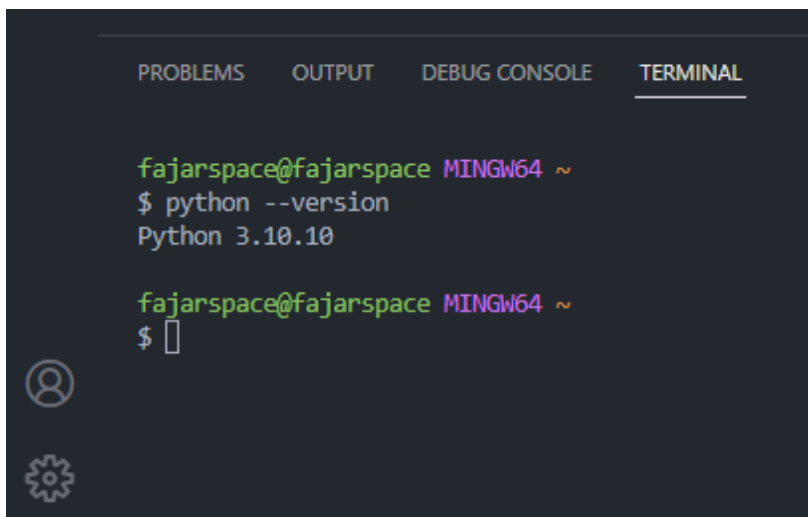 PROBLEMS OUTPUT DEBUG CONSOLE TERMINAL
fajarspace@fajarspace MINGW64 ~
$ python --version
Python 3.10.10
fajarspace@fajarspace MINGW64 ~
$